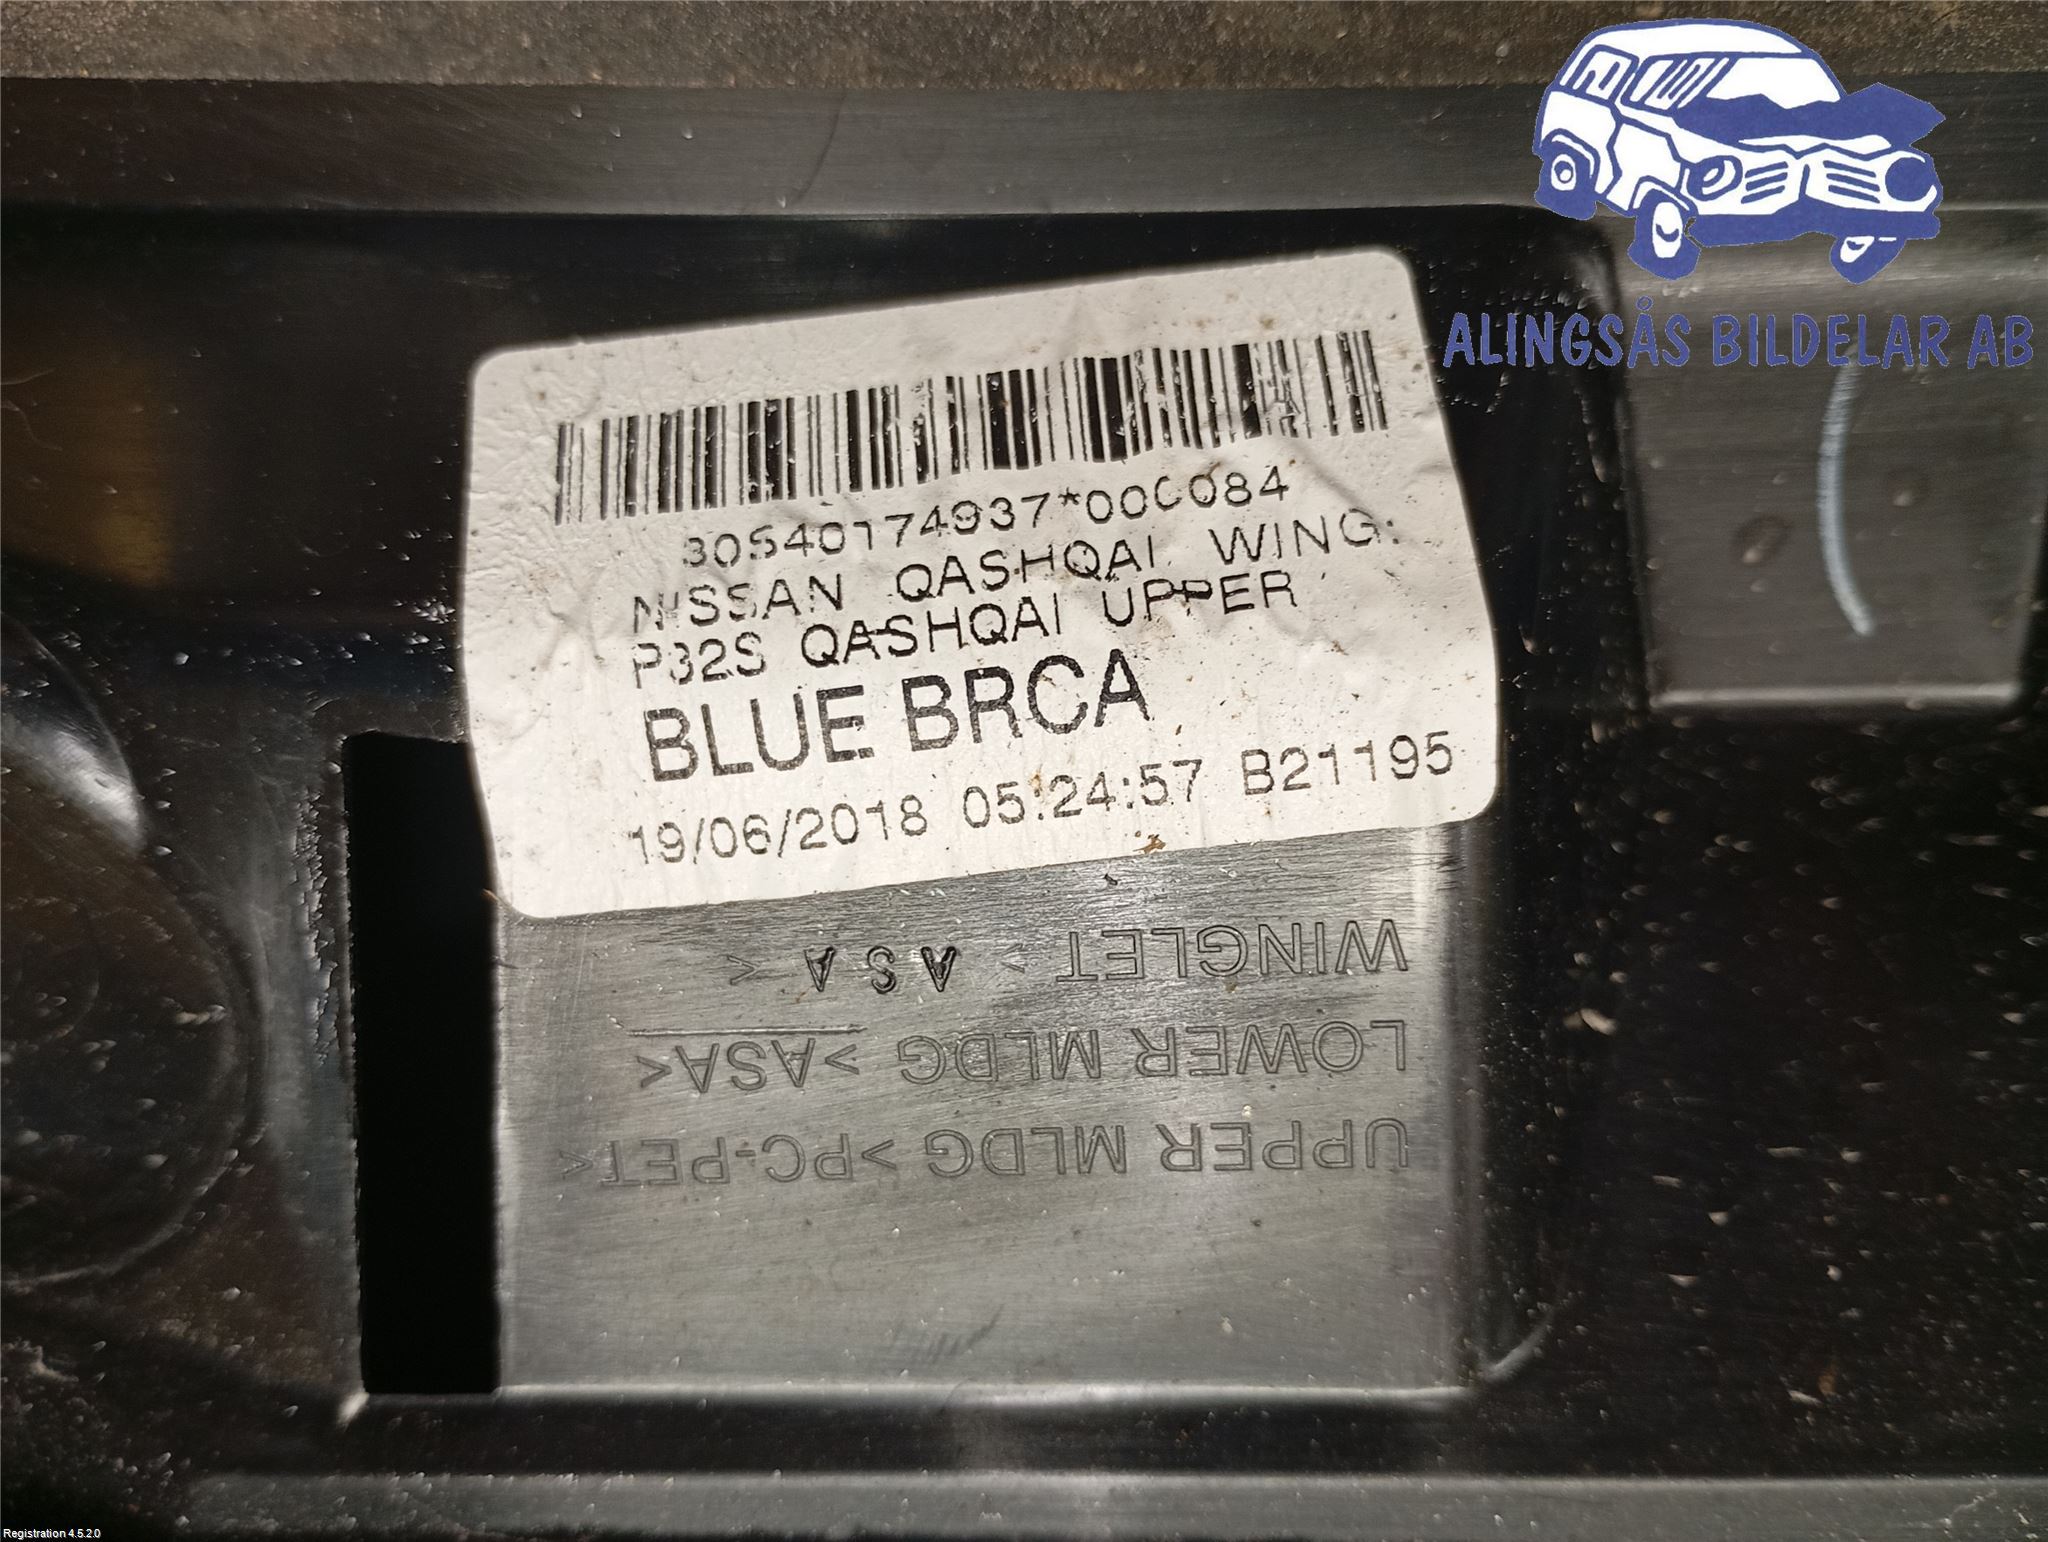 ALINGSÅS BILDELAR AB
30S40174937*000084
NISSAN QASHQAI WING:
P32S QASHQAI UPPER
BLUE BRCA
19/06/2018 05:24:57 B21195
UPPER MLDG >PC-PET<
LOWER MLDG >ASA<
WINGLET > ASA <
Registration 4.5.2.0